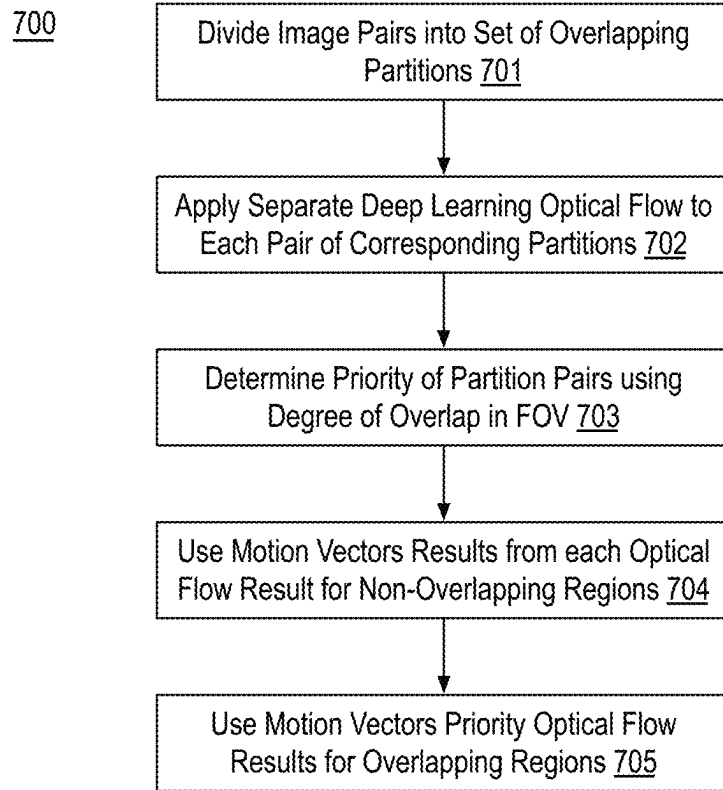 700
Divide Image Pairs into Set of Overlapping
Partitions 701
Apply Separate Deep Learning Optical Flow to
Each Pair of Corresponding Partitions 702
Determine Priority of Partition Pairs using
Degree of Overlap in FOV 703
Use Motion Vectors Results from each Optical
Flow Result for Non-Overlapping Regions 704
Use Motion Vectors Priority Optical Flow
Results for Overlapping Regions 705